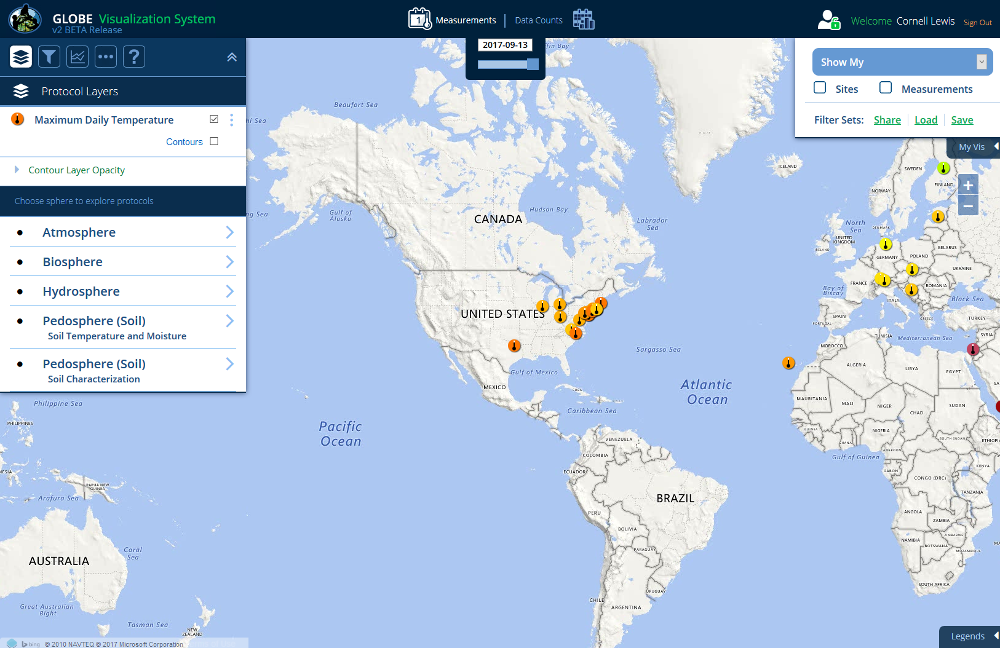 GLOBE Visualization System
v2 BETA Release
1 Measurements
Data Counts
Welcome Cornell Lewis Sign Out
2017-09-13
?
Protocol Layers
Maximum Daily Temperature
Contours
Contour Layer Opacity
Choose sphere to explore protocols
Atmosphere
Biosphere
Hydrosphere
Pedosphere (Soil)
Soil Temperature and Moisture
Pedosphere (Soil)
Soil Characterization
Show My
Sites
Measurements
Filter Sets: Share Load Save
My Vis
+
−
ffin Bay
Beaufort Sea
hi Sea
ng Sea
Gulf of
Alaska
CANADA
Hudson Bay
Labrador
Sea
ICELAND
SWEDEN
FINLAND
NORWAY
North
Sea
DENMARK
UNITED
KINGDOM
IRELAND
BELARUS
GERMANY
POLAND
UKRAINE
FRANCE
ROMANIA
Bay of
Biscay
ITALY
Black Sea
SPAIN
PORTUGAL
GREECE
TURKEY
SYRIA
TUNISIA
Mediterranean Sea
MOROCCO
UNITED STATES
Sargasso Sea
Gulf of Mexico
MEXICO
CUBA
Caribbean Sea
Atlantic
Ocean
Pacific
Ocean
ALGERIA
LIBYA
EGYPT
SA
MAURITANIA
MALI
NIGER
CHAD
SUDAN
GUINEA
GHANA
NIGERIA
SOUTH SUDAN
ETHIOPI
CAMEROON
Gulf of Guinea
GABON
CONGO (DRC)
KENYA
TANZANIA
ANGOLA
ZAMBIA
ZIMBABWE
NAMIBIA
BOTSWANA
MOZAMBIQUE
MA
SOUTH AFRICA
VENEZUELA
COLOMBIA
ECUADOR
BRAZIL
PERU
BOLIVIA
PARAGUAY
URUGUAY
CHILE
ARGENTINA
Philippine Sea
PHILIPPINES
NESIA
PAPUA NEW
GUINEA
Arafura Sea
Coral
Sea
AUSTRALIA
Great Australian
Bight
Tasman Sea
NEW
ZEALAND
bing © 2010 NAVTEQ © 2017 Microsoft Corporation
Legends